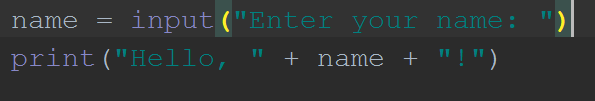 name = input("Enter your name: ")
print("Hello, " + name + "!")